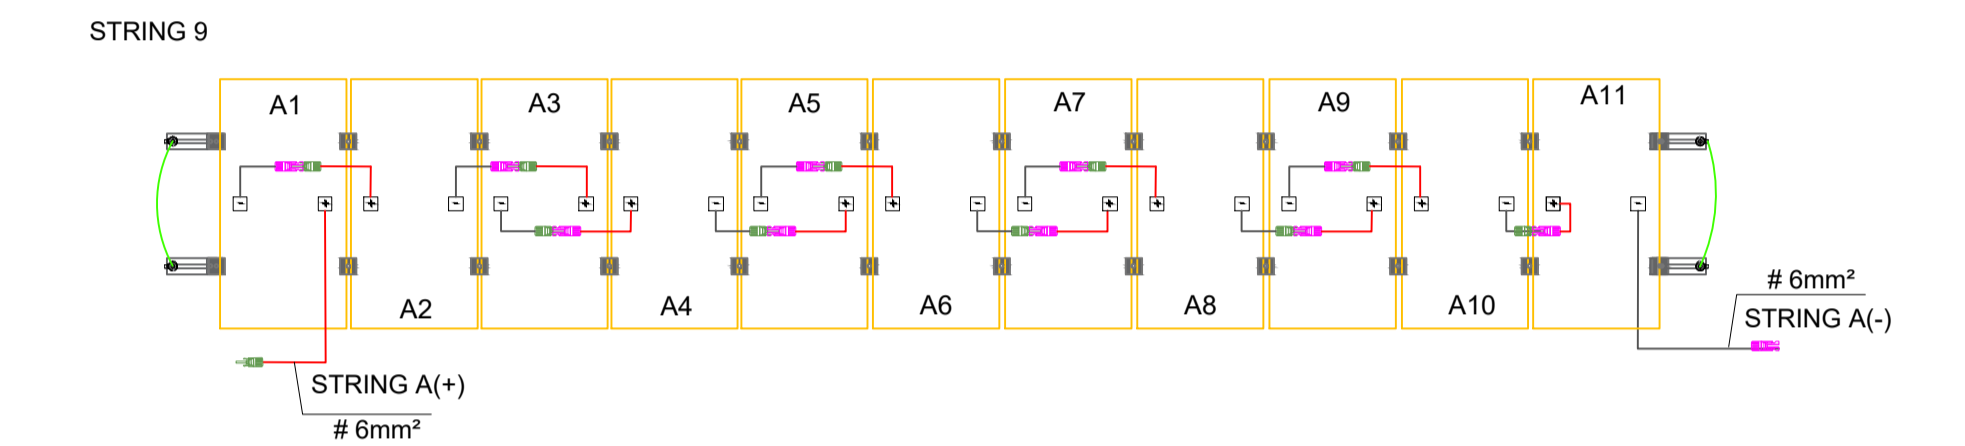 STRING 9
A1
A2
A3
A4
A5
A6
A7
A8
A9
A10
A11
- + + - - + + - - + + - - + + - - + + - + -
STRING A(+)
# 6mm²
# 6mm²
STRING A(-)